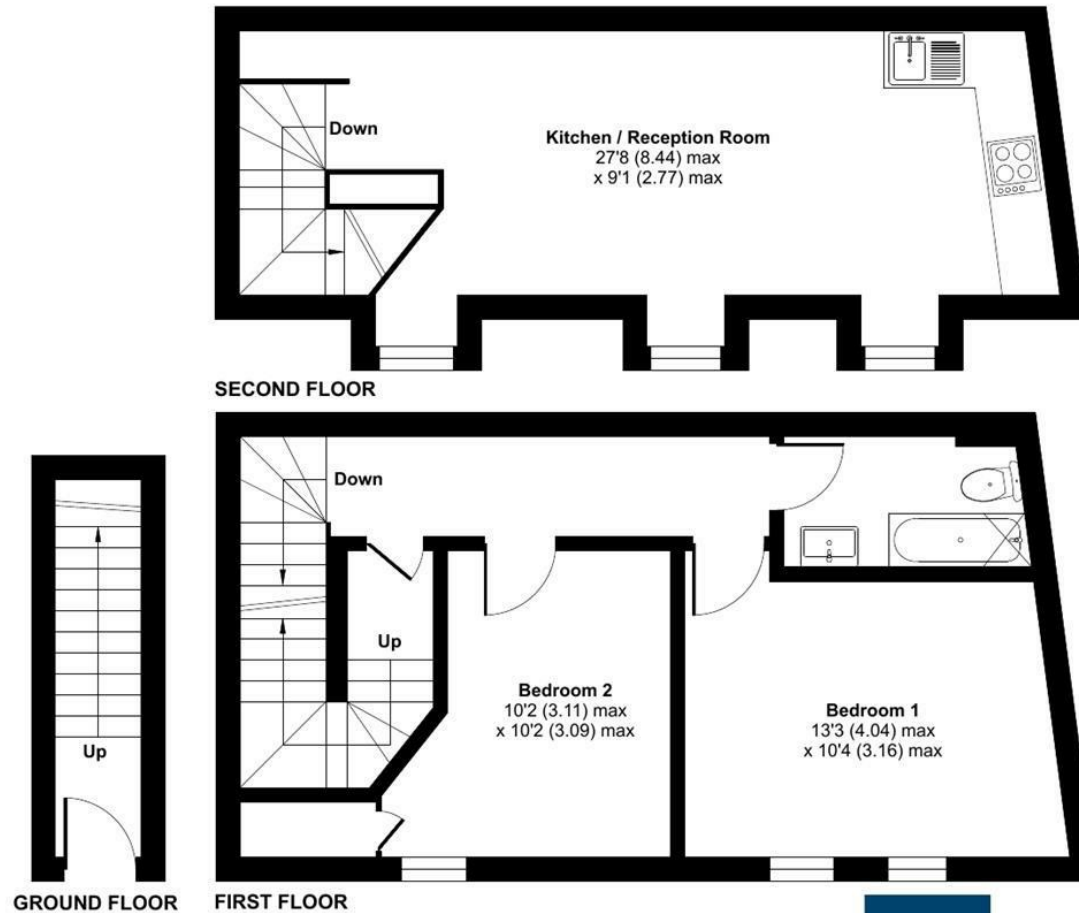 Down
Kitchen / Reception Room
27'8 (8.44) max
x 9'1 (2.77) max
SECOND FLOOR
Down
Up
Bedroom 2
10'2 (3.11) max
x 10'2 (3.09) max
Bedroom 1
13'3 (4.04) max
x 10'4 (3.16) max
Up
GROUND FLOOR
FIRST FLOOR